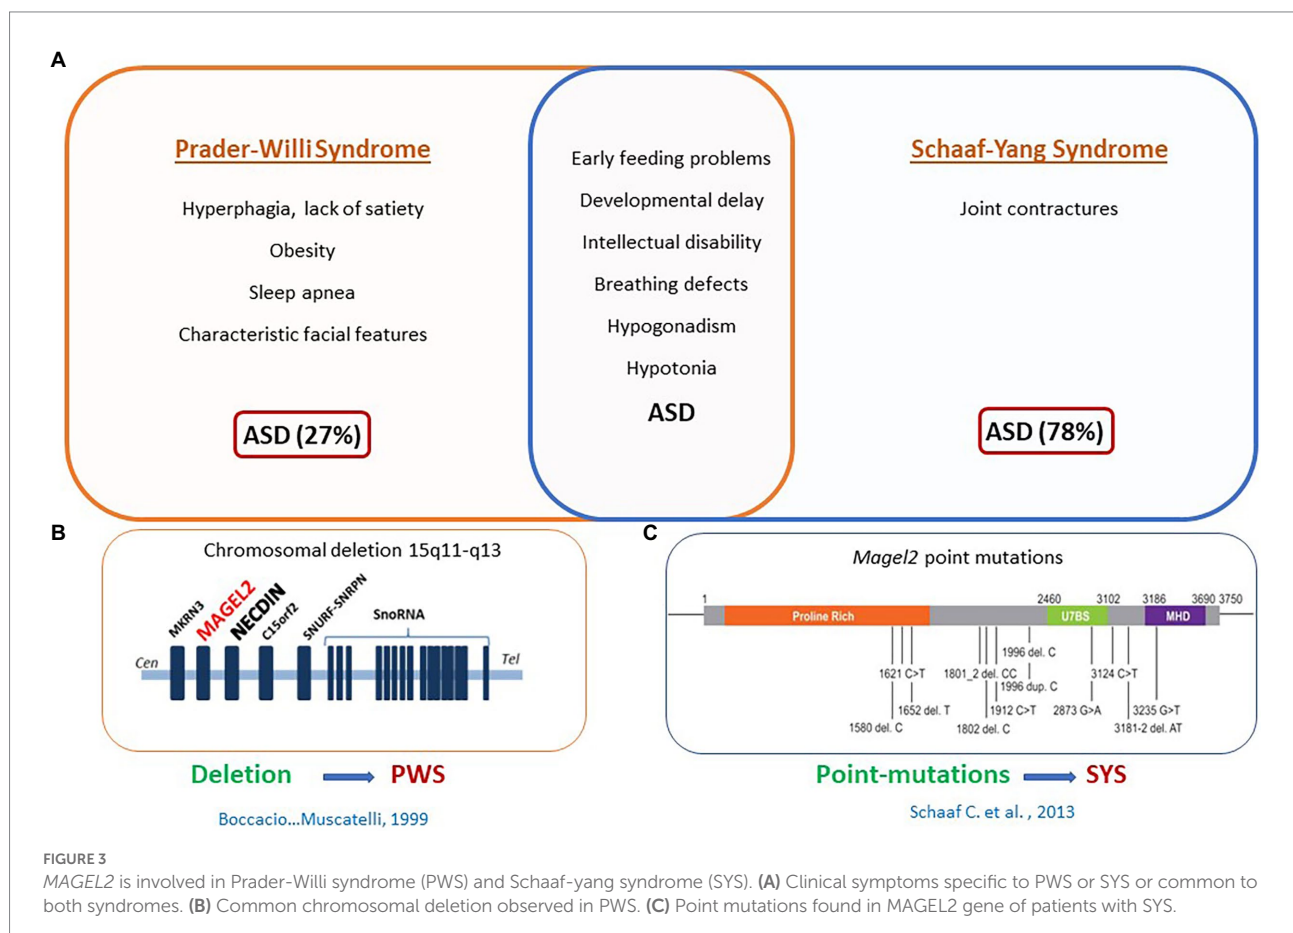 A
Prader-Willi Syndrome
Hyperphagia, lack of satiety
Obesity
Sleep apnea
Characteristic facial features
ASD (27%)
Early feeding problems
Developmental delay
Intellectual disability
Breathing defects
Hypogonadism
Hypotonia
ASD
Schaaf-Yang Syndrome
Joint contractures
ASD (78%)
B
Chromosomal deletion 15q11-q13
MKRN3
MAGEL2
NECDIN
C15orf2
SNURF-SNRPN
SnoRNA
Cen
Tel
Deletion
PWS
Boccacio...Muscatelli, 1999
C
Magel2 point mutations
1 2460 3102 3186 3690 3750
Proline Rich U7BS MHD
1996 del. C
1621 C>T 1801_2 del. CC 3124 C>T
1996 dup. C
1652 del. T 1912 C>T 2873 G>A 3235 G>T
1580 del. C 1802 del. C 3181-2 del. AT
Point-mutations
SYS
Schaaf C. et al. , 2013
FIGURE 3
MAGEL2 is involved in Prader-Willi syndrome (PWS) and Schaaf-yang syndrome (SYS). (A) Clinical symptoms specific to PWS or SYS or common to
both syndromes. (B) Common chromosomal deletion observed in PWS. (C) Point mutations found in MAGEL2 gene of patients with SYS.